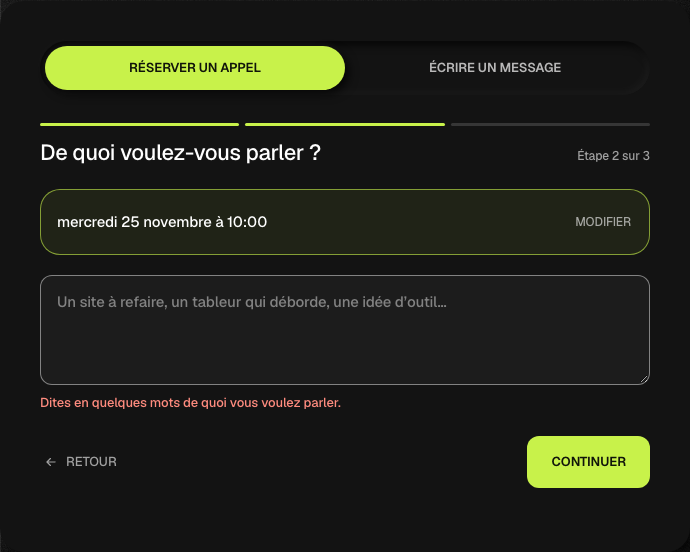 RÉSERVER UN APPEL
ÉCRIRE UN MESSAGE
De quoi voulez-vous parler ?
Étape 2 sur 3
mercredi 25 novembre à 10:00
MODIFIER
Un site à refaire, un tableur qui déborde, une idée d'outil…
Dites en quelques mots de quoi vous voulez parler.
← RETOUR
CONTINUER